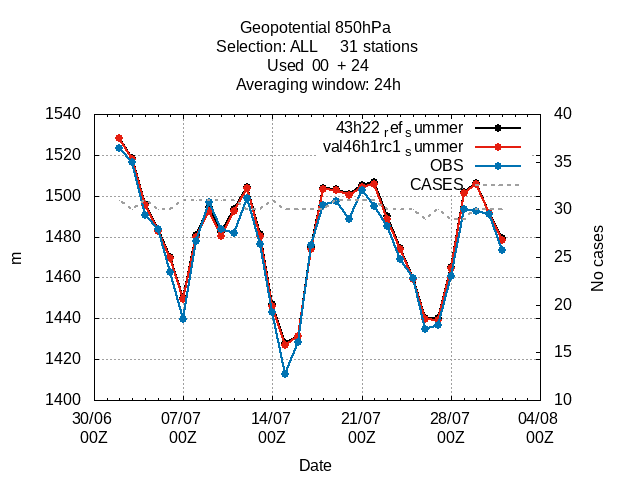 Geopotential 850hPa
Selection: ALL     31 stations
Used  00  + 24
Averaging window: 24h
1540
1520
1500
1480
1460
1440
1420
1400
m
40
35
30
25
20
15
10
No cases
43h22_ref_summer
val46h1rc1_summer
OBS
CASES
30/06 00Z
07/07 00Z
14/07 00Z
21/07 00Z
28/07 00Z
04/08 00Z
Date